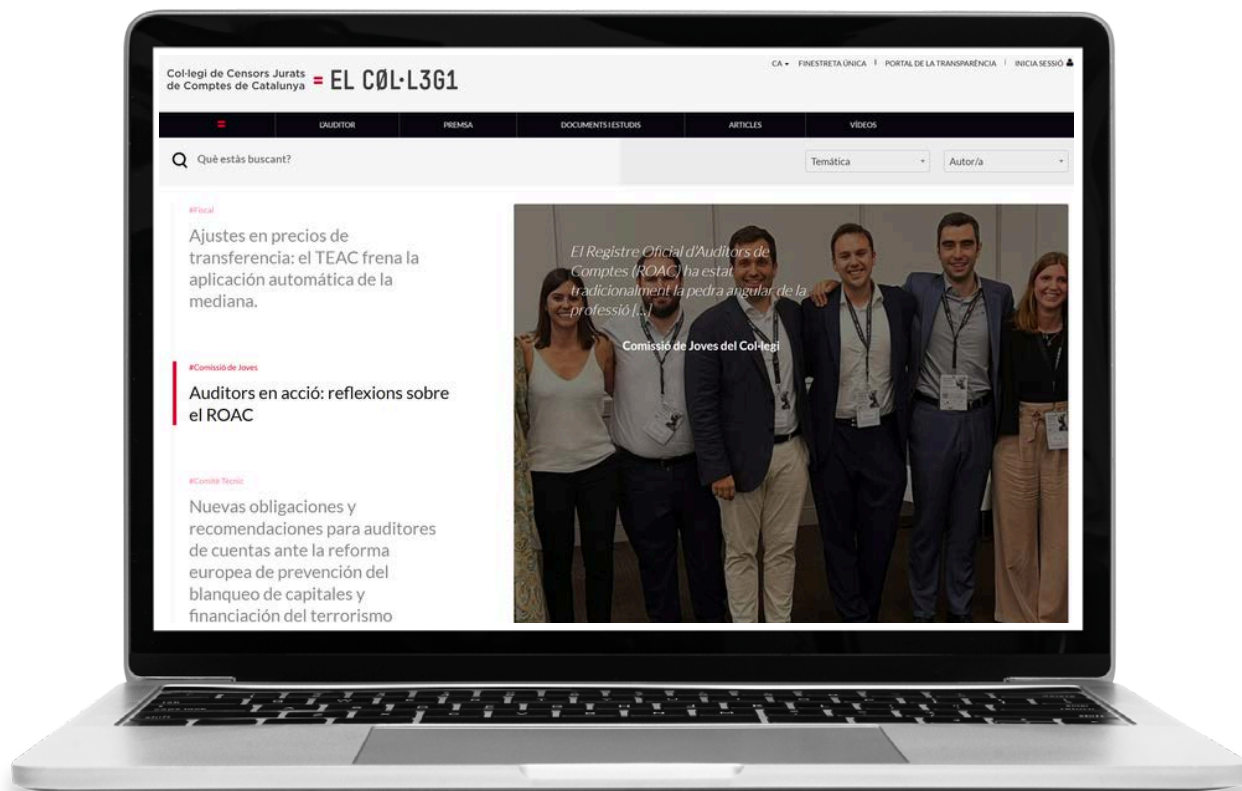 Col·legi de Censors Jurats
de Comptes de Catalunya
= EL CØL·L3G1
CA
FINESTRETA ÚNICA
PORTAL DE LA TRANSPARÈNCIA
INICIA SESSIÓ
L'AUDITOR
PREMSA
DOCUMENTS I ESTUDIS
ARTICLES
VÍDEOS
Què estàs buscant?
Temática
Autor/a
#Fiscal
Ajustes en precios de
transferencia: el TEAC frena la
aplicación automática de la
mediana.
#Comissió de Joves
Auditors en acció: reflexions sobre
el ROAC
#Comitè Tècnic
Nuevas obligaciones y
recomendaciones para auditores
de cuentas ante la reforma
europea de prevención del
blanqueo de capitales y
financiación del terrorismo
El Registre Oficial d'Auditors de
Comptes (ROAC) ha estat
tradicionalment la pedra angular de la
professió [...]
Comissió de Joves del Col·legi
tab
caps lock
shift